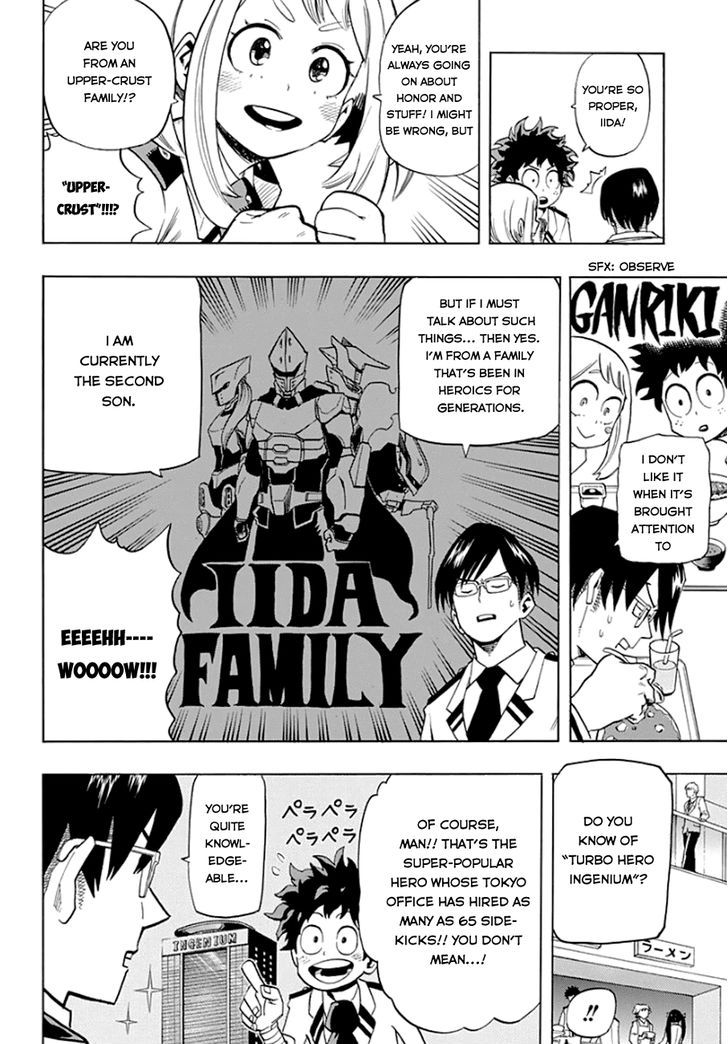 YOU'RE SO
PROPER,
IIDA!
YEAH, YOU'RE
ALWAYS GOING
ON ABOUT
HONOR AND
STUFF! I MIGHT
BE WRONG, BUT
ARE YOU
FROM AN
UPPER-CRUST
FAMILY!?
"UPPER-
CRUST"!!!?
SFX: OBSERVE
GANRIKI
I DON'T
LIKE IT
WHEN IT'S
BROUGHT
ATTENTION
TO
BUT IF I MUST
TALK ABOUT SUCH
THINGS... THEN YES.
I'M FROM A FAMILY
THAT'S BEEN IN
HEROICS FOR
GENERATIONS.
I AM
CURRENTLY
THE SECOND
SON.
IIDA
FAMILY
EEEEHH----
WOOOOW!!!
DO YOU
KNOW OF
"TURBO HERO
INGENIUM"?
ラーメン
!!
OF COURSE,
MAN!! THAT'S THE
SUPER-POPULAR
HERO WHOSE TOKYO
OFFICE HAS HIRED
AS MANY AS 65 SIDE-
KICKS!! YOU DON'T
MEAN...!
ペラペラ
ペラペラ
INGENIUM
YOU'RE
QUITE
KNOWL-
EDGE-
ABLE...